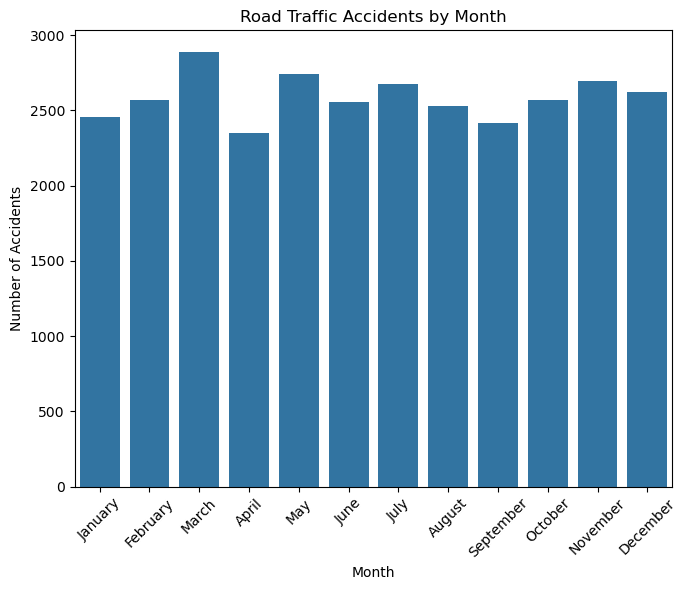 Road Traffic Accidents by Month
Number of Accidents
3000
2500
2000
1500
1000
500
0
January
February
March
April
May
June
July
August
September
October
November
December
Month